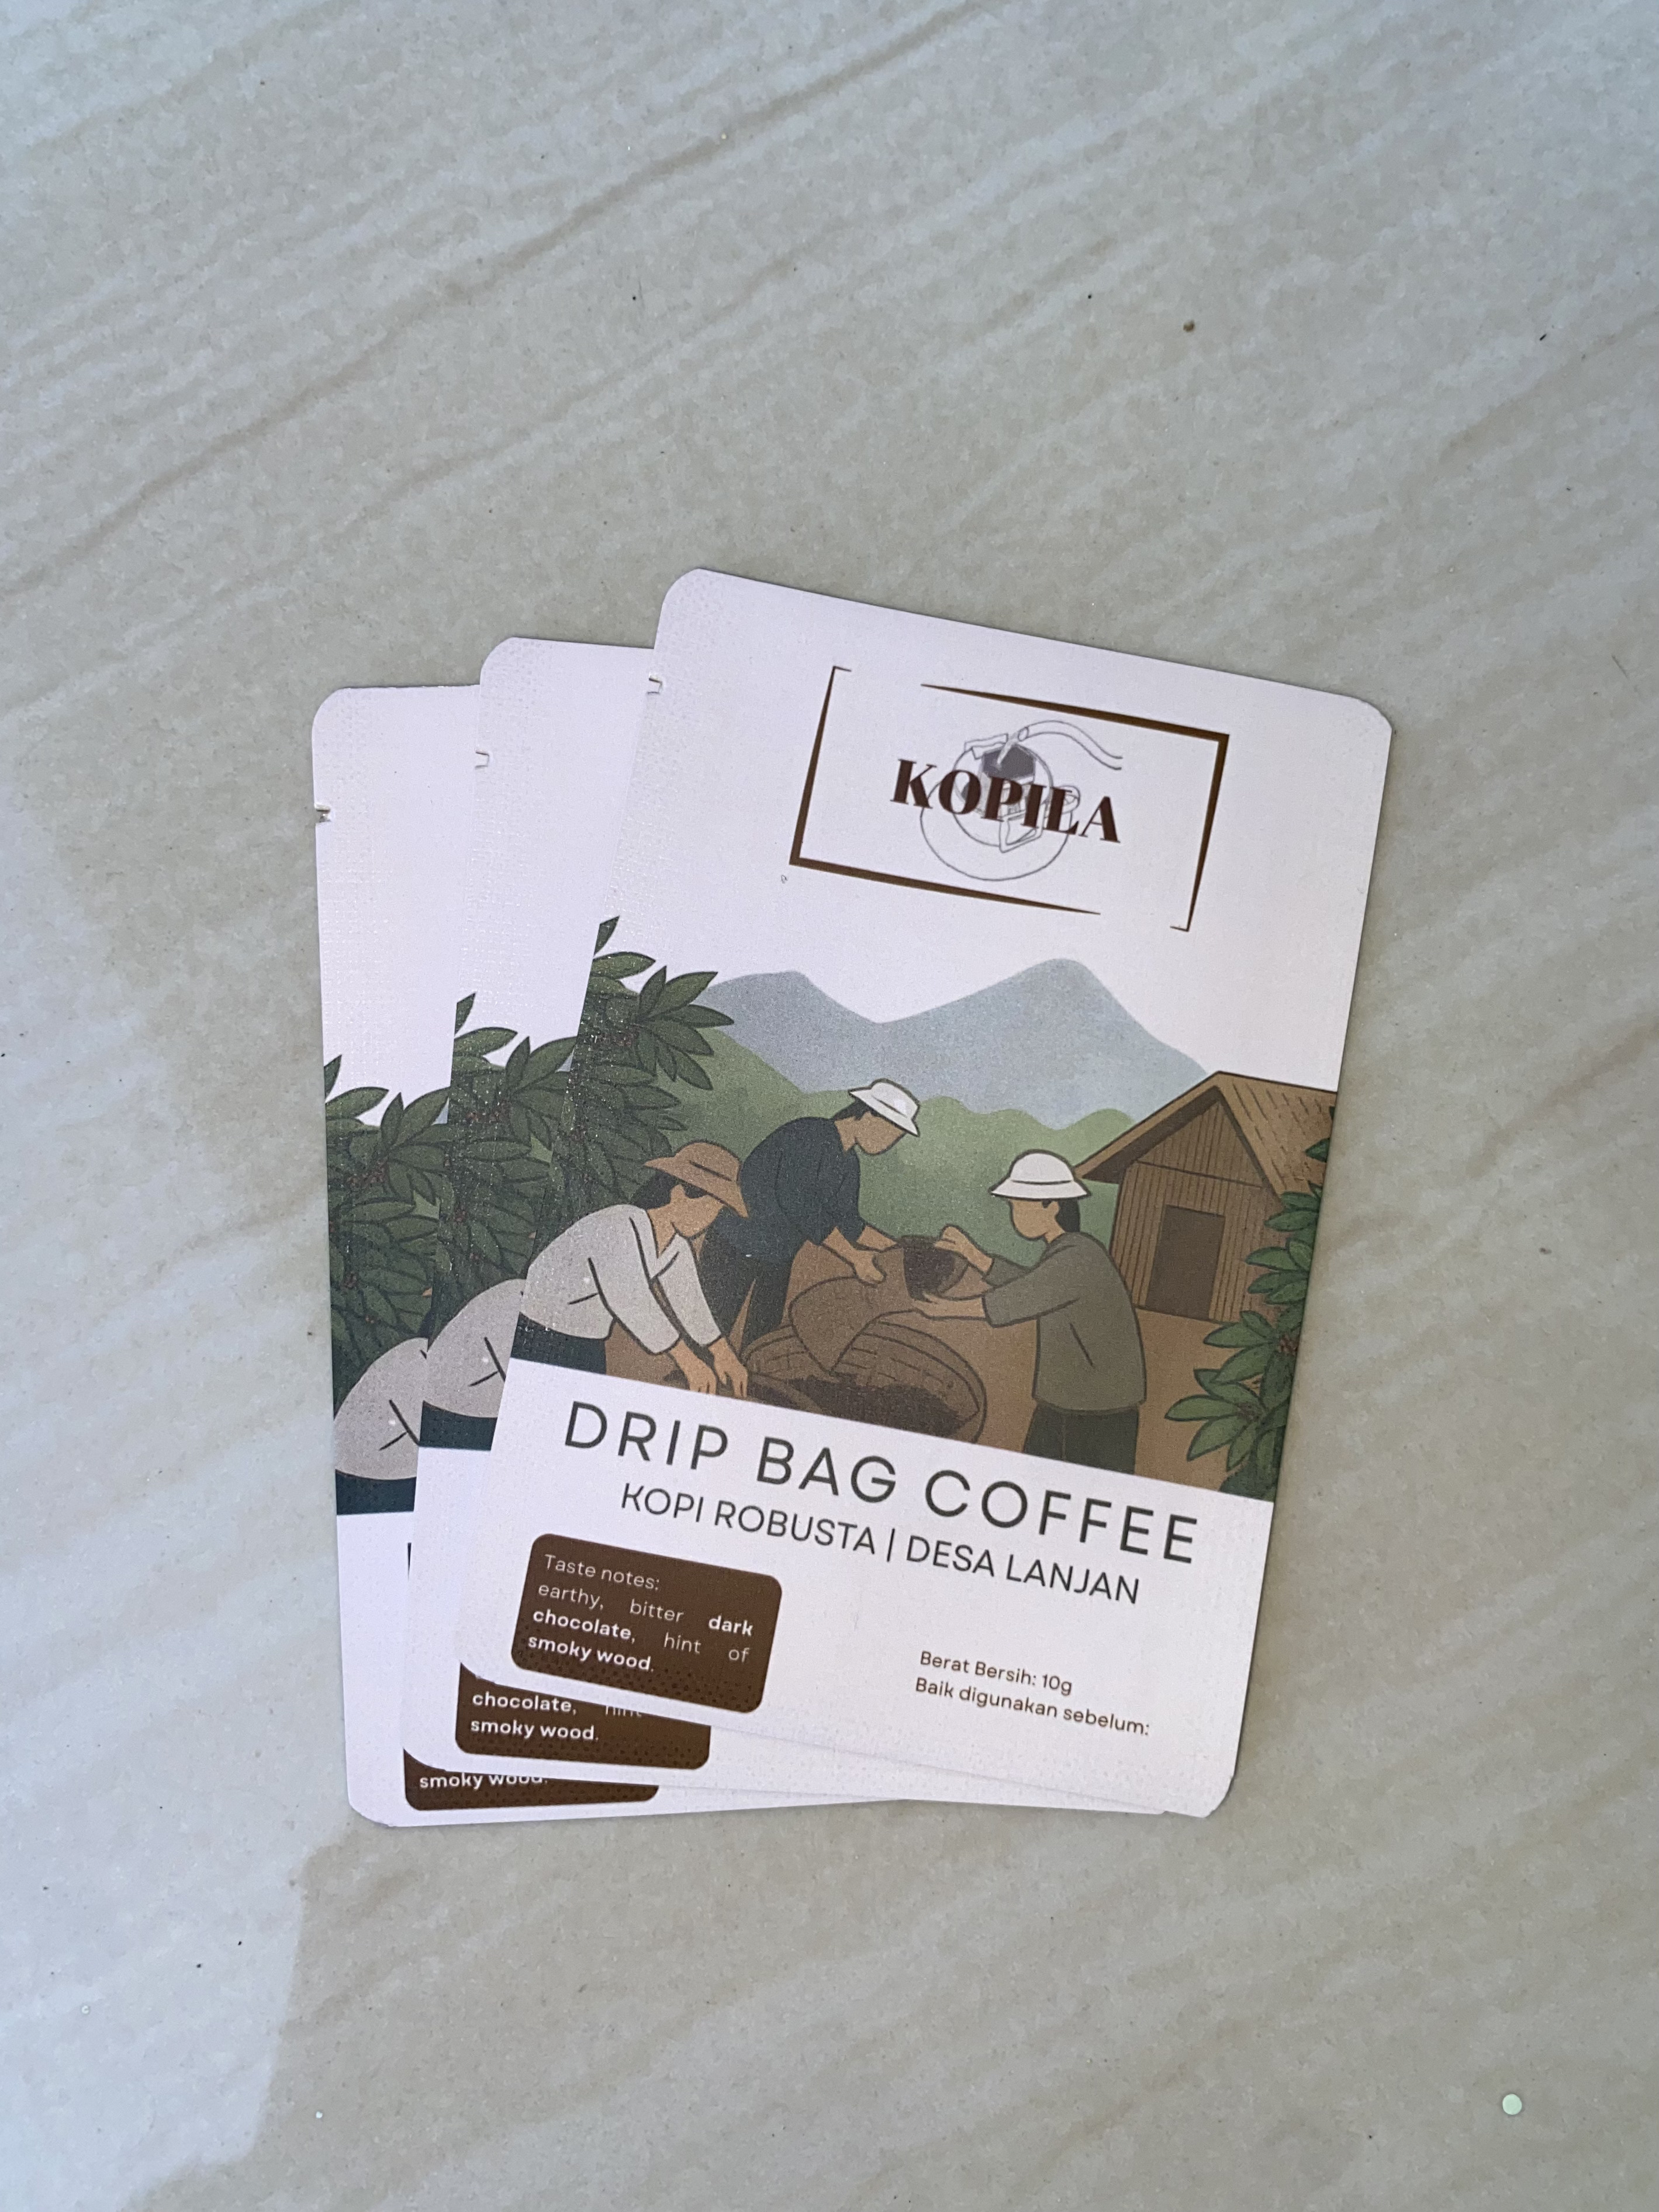 KOPILA
DRIP BAG COFFEE
KOPI ROBUSTA | DESA LANJAN
Taste notes:
earthy, bitter dark
chocolate, hint of
smoky wood.
Berat Bersih: 10g
Baik digunakan sebelum:
chocolate, hint
smoky wood.
smoky wood.